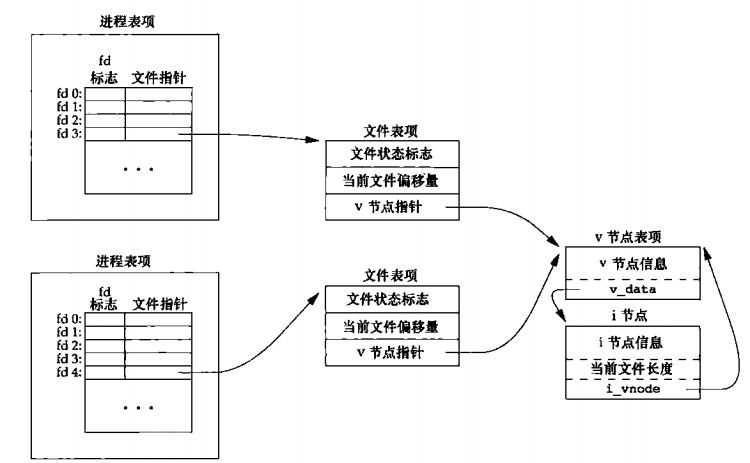 进程表项
fd
标志 文件指针
fd 0:
fd 1:
fd 2:
fd 3:
文件表项
文件状态标志
当前文件偏移量
v 节点指针
进程表项
fd
标志 文件指针
fd 0:
fd 1:
fd 2:
fd 3:
fd 4:
文件表项
文件状态标志
当前文件偏移量
v 节点指针
v 节点表项
v 节点信息
v_data
i 节点
i 节点信息
当前文件长度
i_vnode